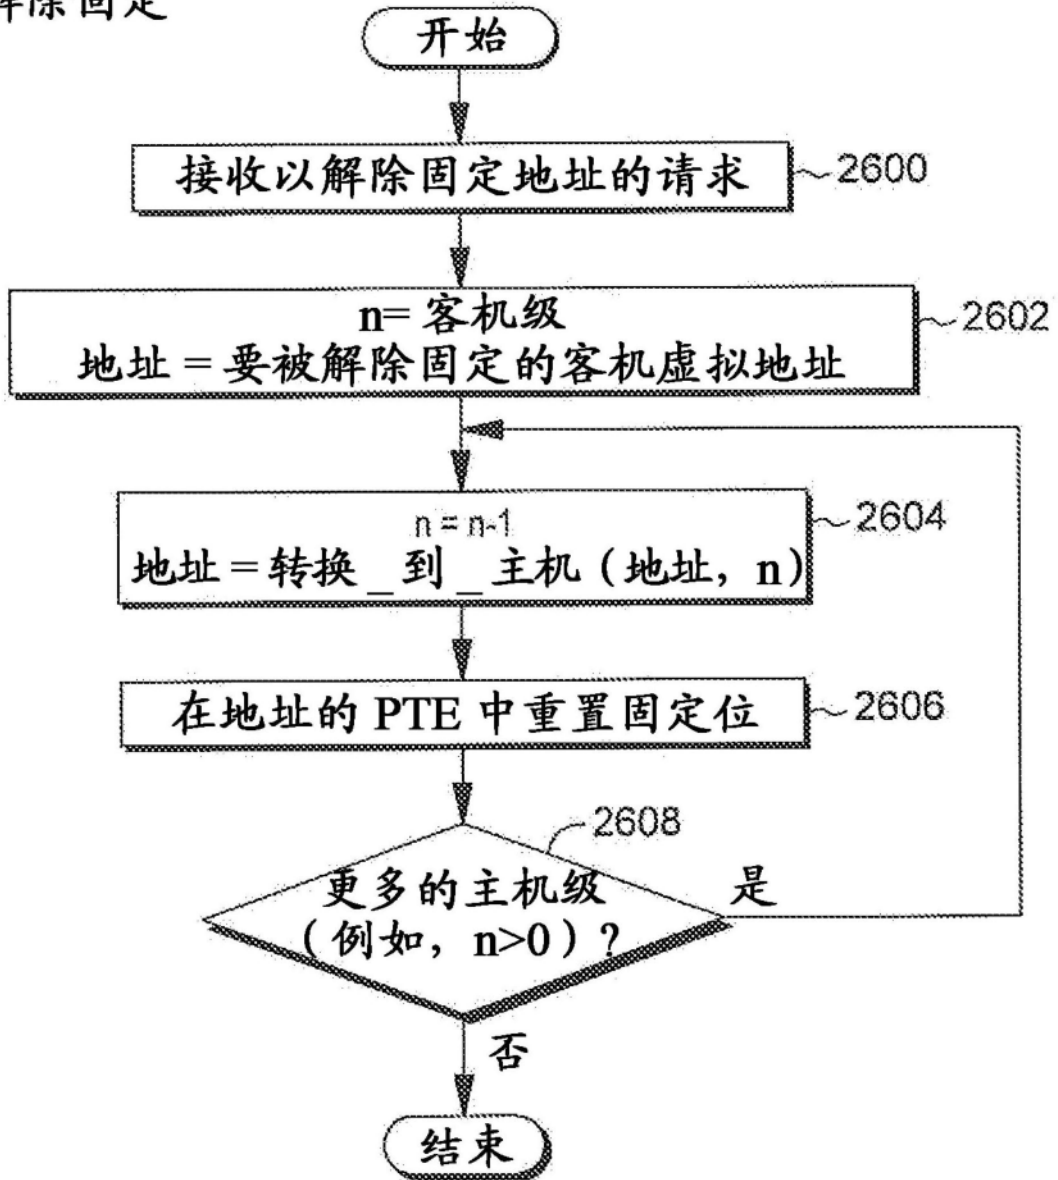 解除固定
开始
接收以解除固定地址的请求
2600
n= 客机级
地址 = 要被解除固定的客机虚拟地址
2602
n = n-1
地址 = 转换 _ 到 _ 主机 (地址, n)
2604
在地址的 PTE 中重置固定位
2606
2608
更多的主机级
(例如, n>0) ?
是
否
结束